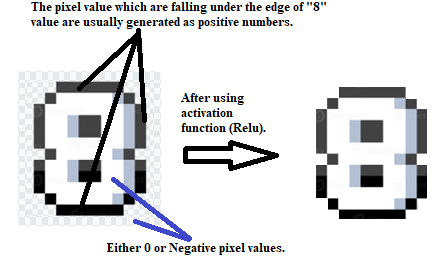 The pixel value which are falling under the edge of "8"
value are usually generated as positive numbers.
After using
activation
function (Relu).
Either 0 or Negative pixel values.